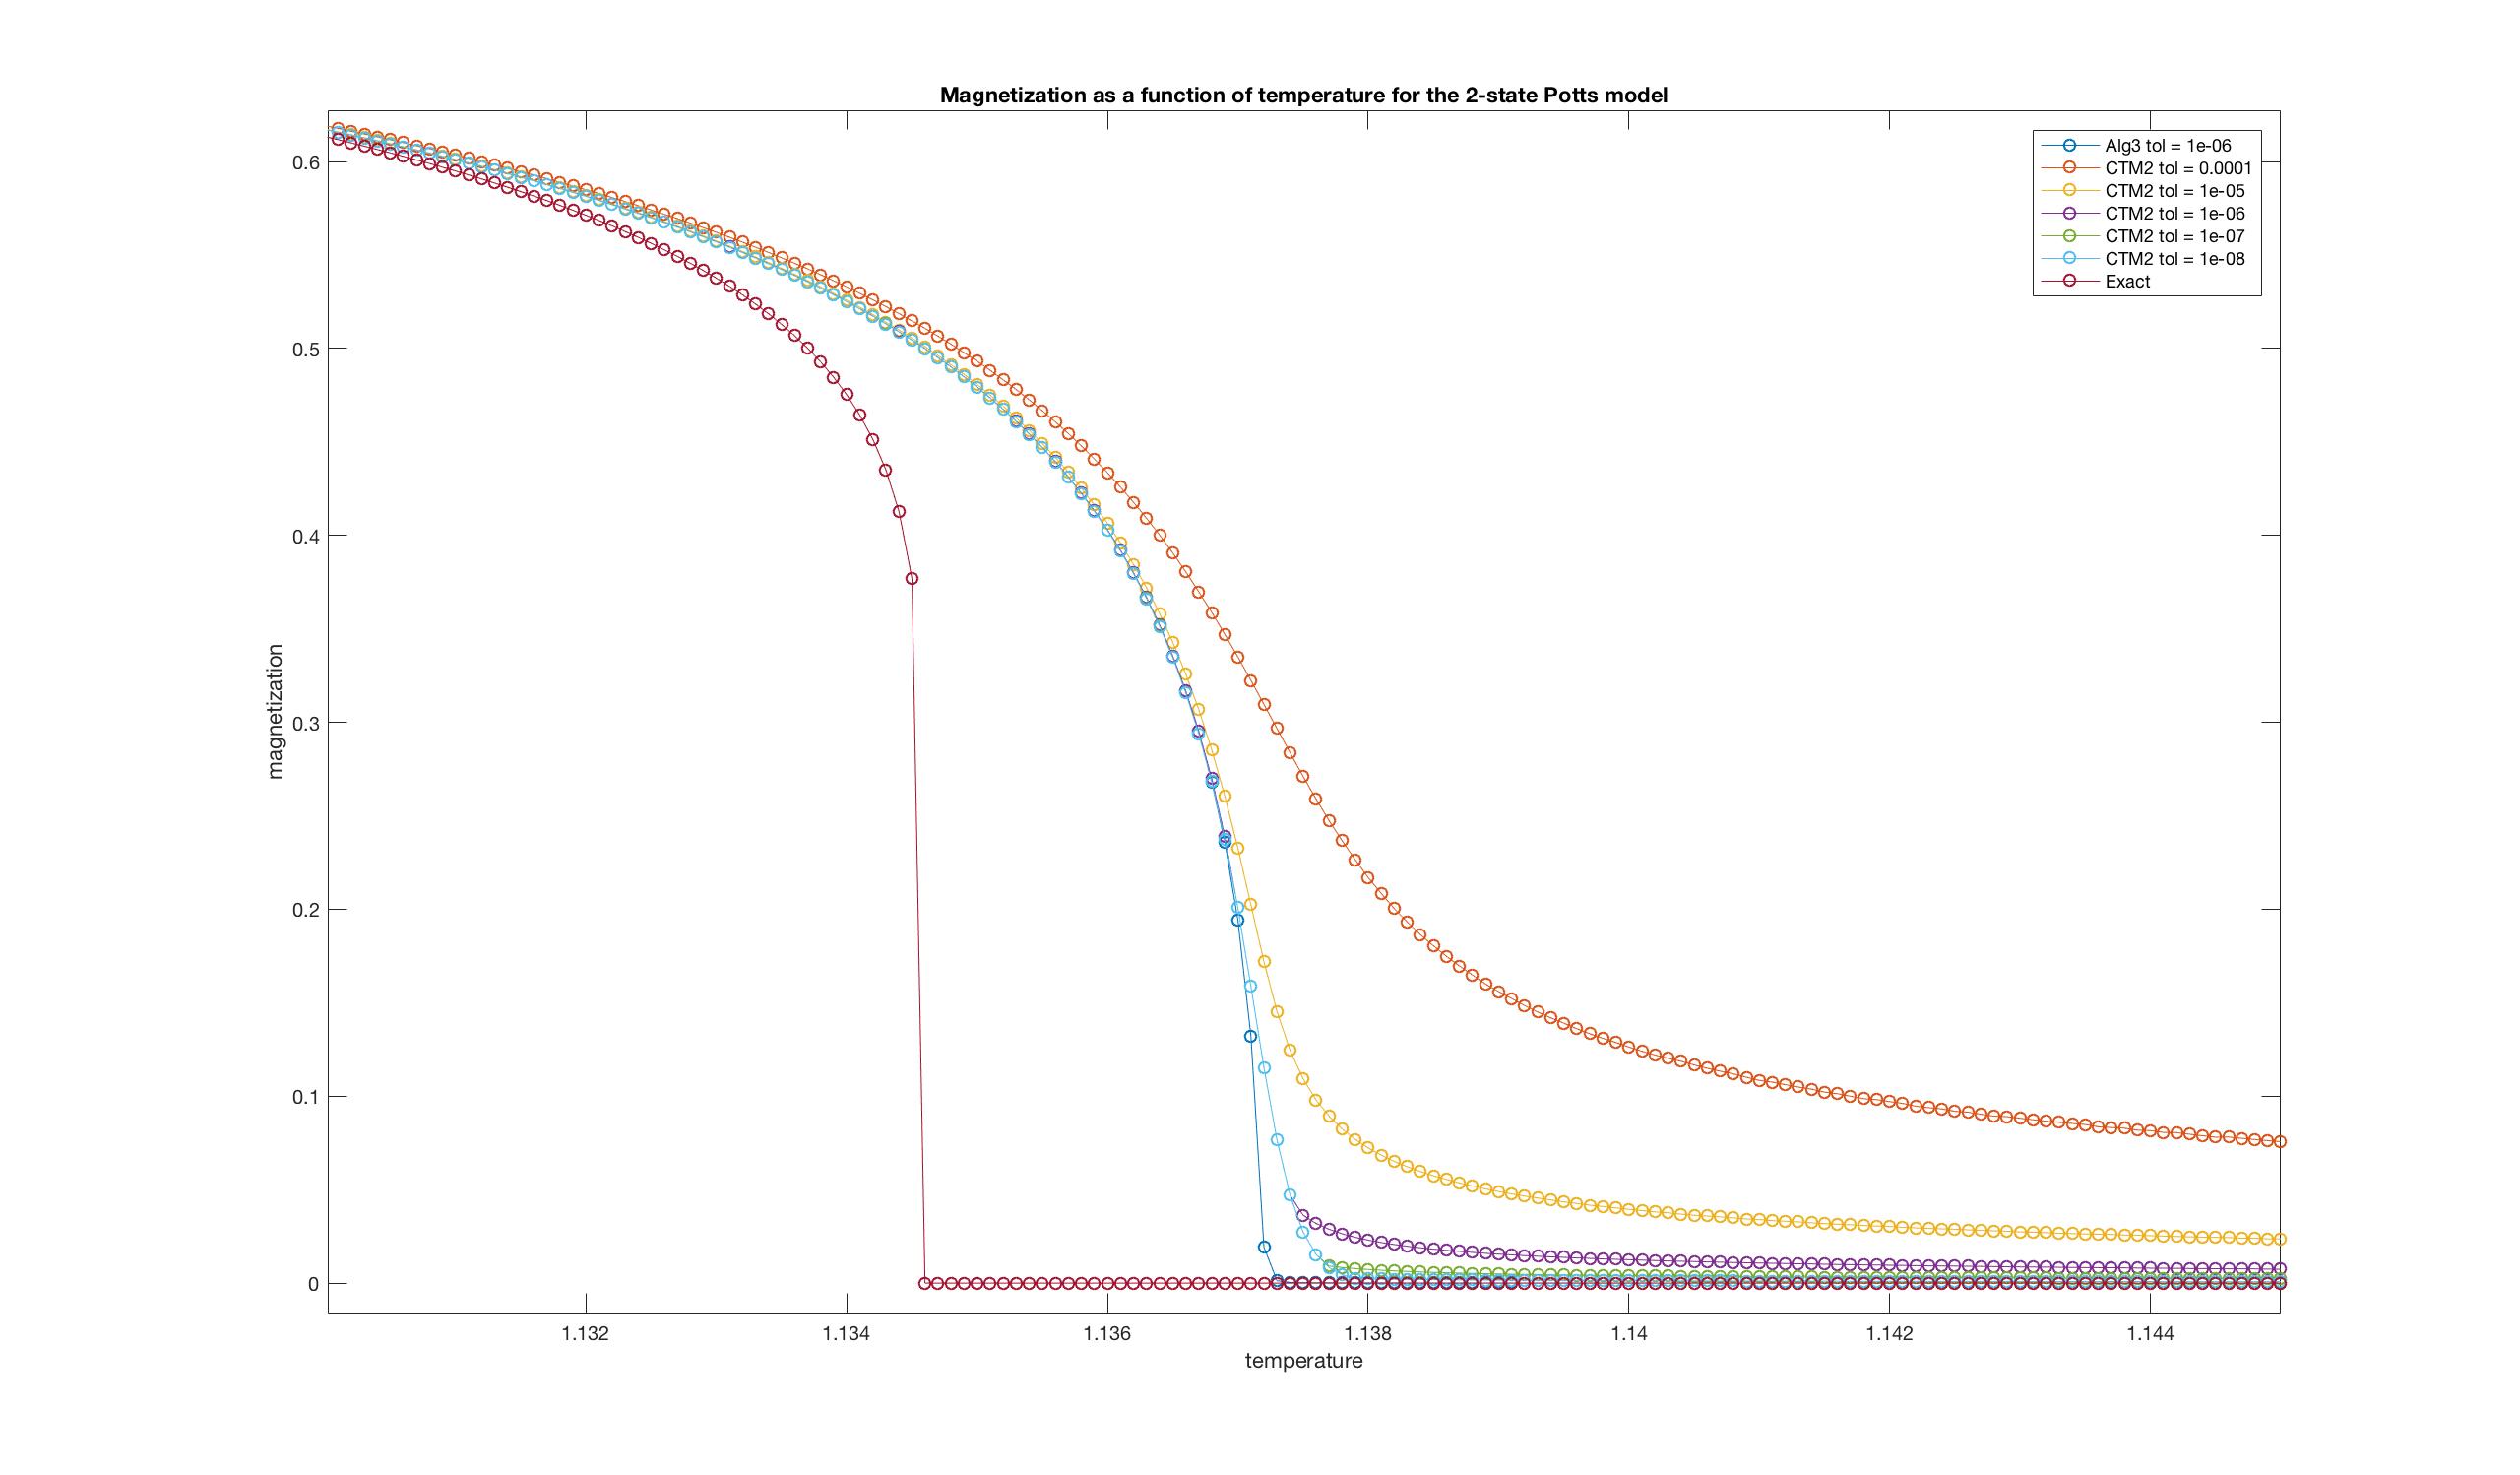 Magnetization as a function of temperature for the 2-state Potts model
Alg3 tol = 1e-06
CTM2 tol = 0.0001
CTM2 tol = 1e-05
CTM2 tol = 1e-06
CTM2 tol = 1e-07
CTM2 tol = 1e-08
Exact
magnetization
0.6
0.5
0.4
0.3
0.2
0.1
0
1.132 1.134 1.136 1.138 1.14 1.142 1.144
temperature